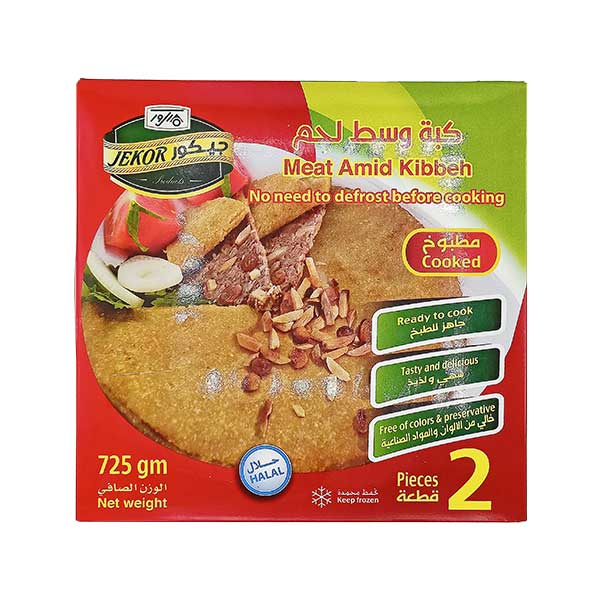 جيكور JEKOR
Products
كبة وسط لحم
Meat Amid Kibbeh
No need to defrost before cooking
مطبوخ
Cooked
Ready to cook
جاهز للطبخ
Tasty and delicious
شهي ولذيذ
Free of colors & preservative
خالي من الألوان والمواد الصناعية
725 gm
الوزن الصافي
Net weight
حلال
HALAL
تحفظ مجمدة
Keep frozen
Pieces
قطعة
2